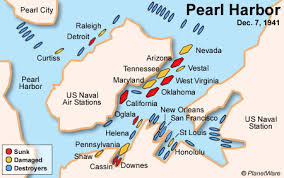 Pearl Harbor
Dec. 7, 1941
Pearl City
Raleigh
Detroit
Curtiss
Nevada
Arizona
Tennessee
Vestal
Maryland
West Virginia
Oklahoma
California
Oglala
Pearl
Harbor
US Naval
Air Stations
Helena
New Orleans
San Francisco
St Louis
Honolulu
US Naval
Station
Pennsylvania
Shaw
Cassin
Downes
Sunk
Damaged
Destroyers
© PlanetWare